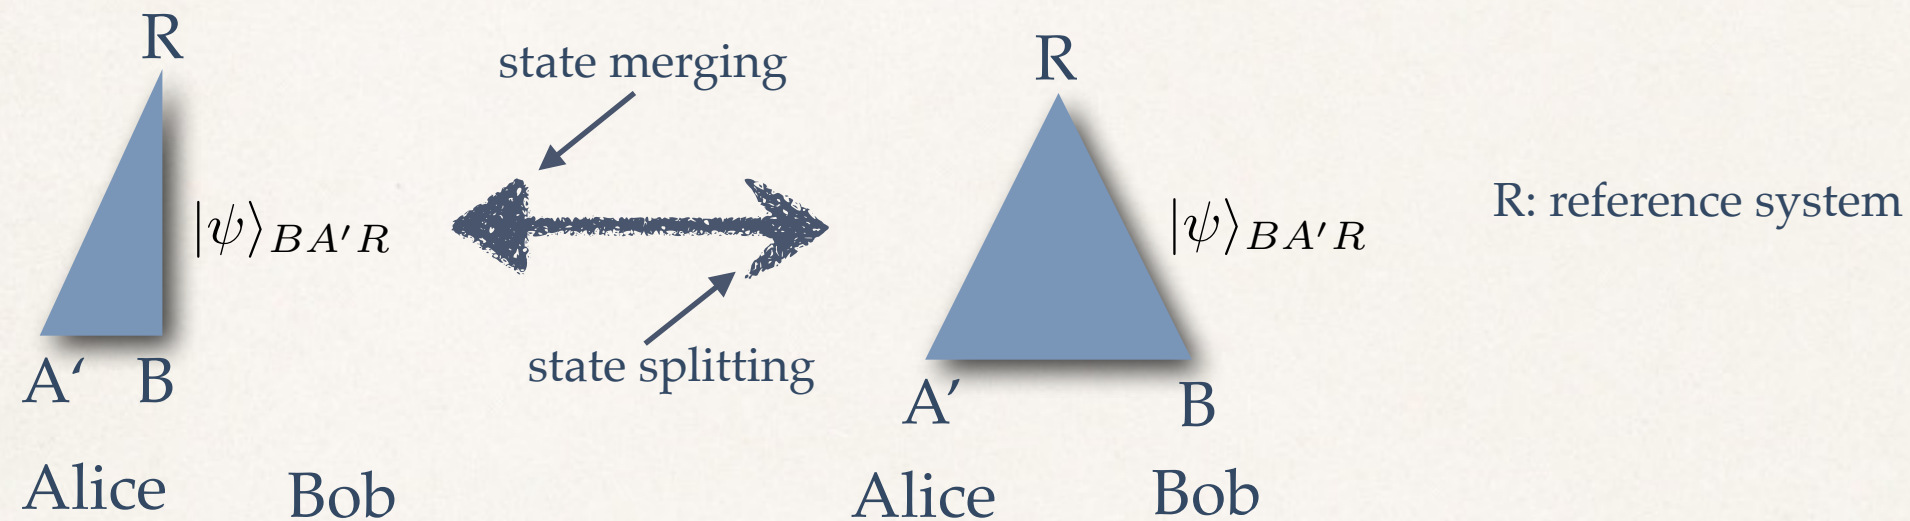 R
state merging
R
|ψ⟩BA′R
|ψ⟩BA′R
R: reference system
state splitting
A‘ B
A’ B
Alice Bob
Alice Bob